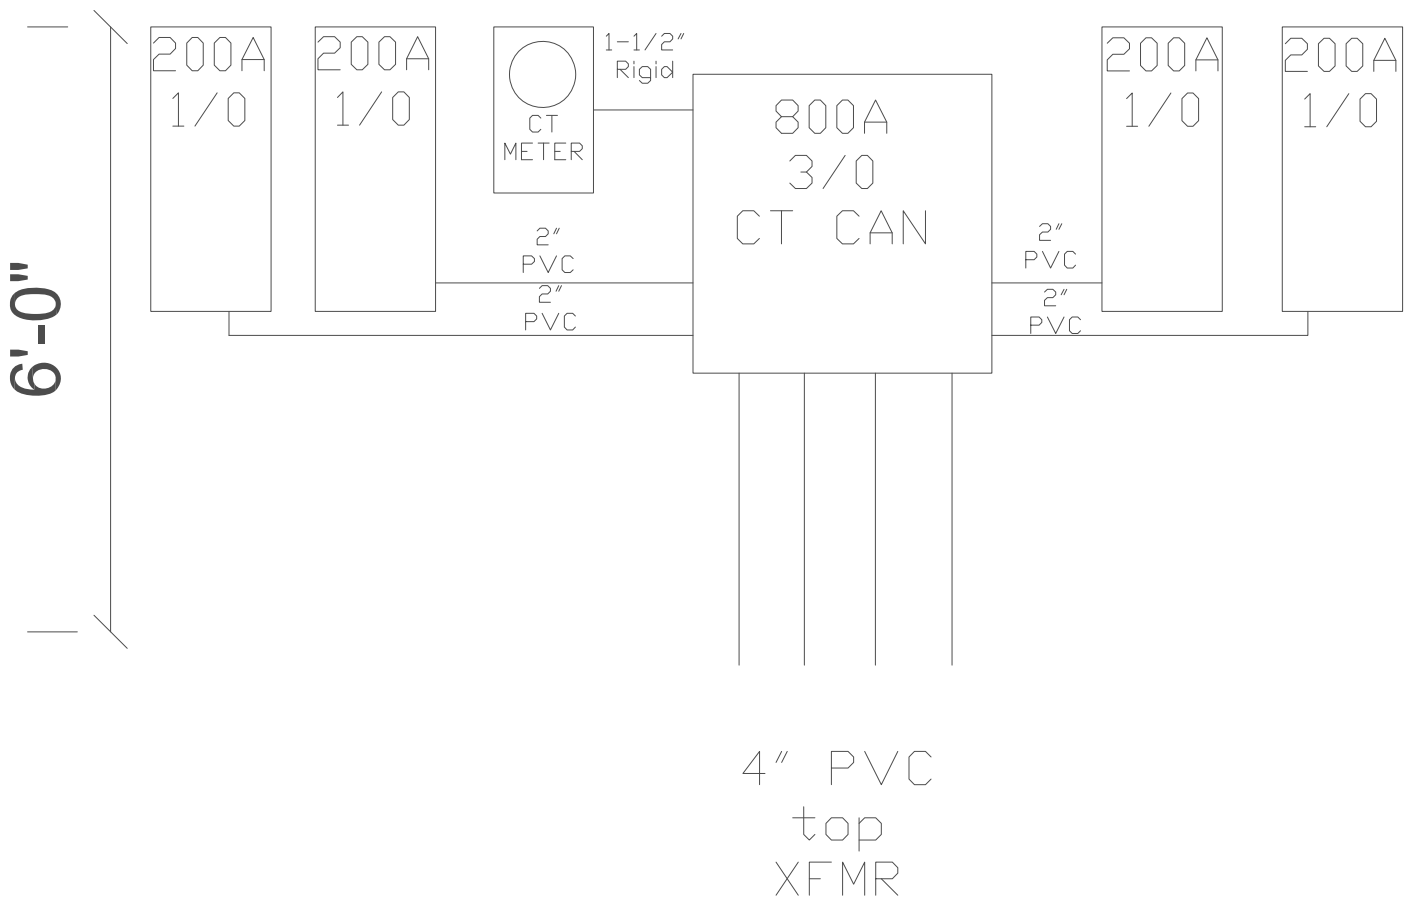 200A
1/0
200A
1/0
CT
METER
1-1/2"
Rigid
800A
3/0
CT CAN
200A
1/0
200A
1/0
2"
PVC
2"
PVC
2"
PVC
2"
PVC
6'-0"
4" PVC
top
XFMR